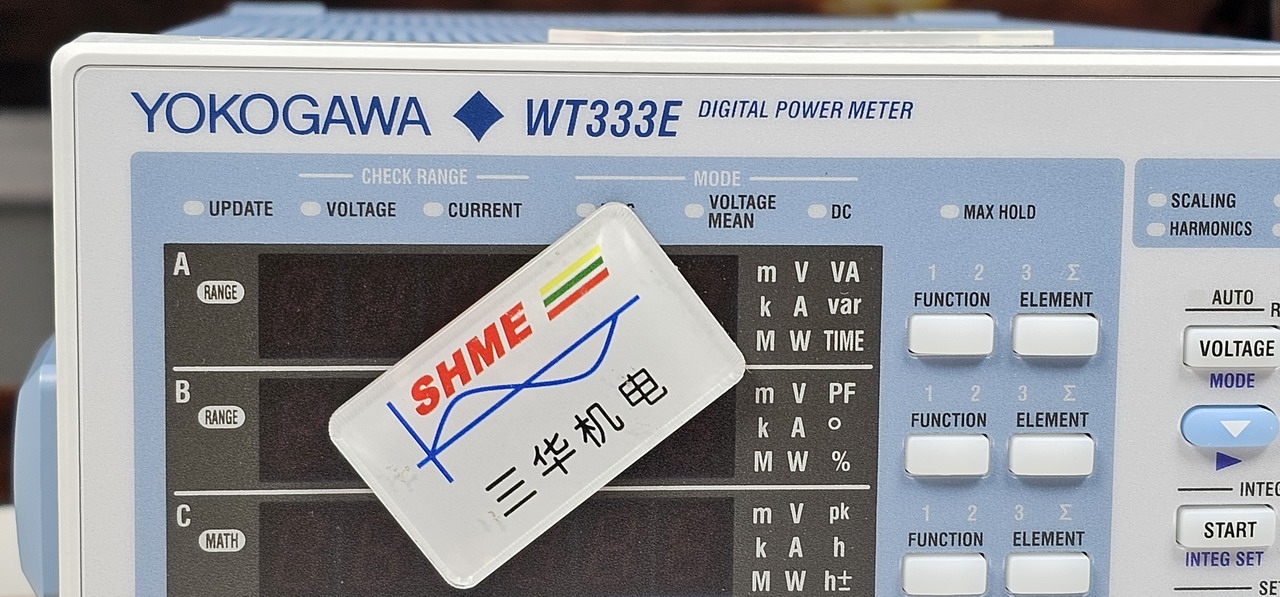 YOKOGAWA WT333E DIGITAL POWER METER
CHECK RANGE
MODE
UPDATE
VOLTAGE
CURRENT
VOLTAGE MEAN
DC
MAX HOLD
SCALING
HARMONICS
A
RANGE
m V VA
k A var
M W TIME
1 2 3 Σ
FUNCTION ELEMENT
AUTO
VOLTAGE
MODE
B
RANGE
m V PF
k A °
M W %
1 2 3 Σ
FUNCTION ELEMENT
C
MATH
m V pk
k A h
M W h±
1 2 3 Σ
FUNCTION ELEMENT
START
INTEG SET
SHME
三华机电